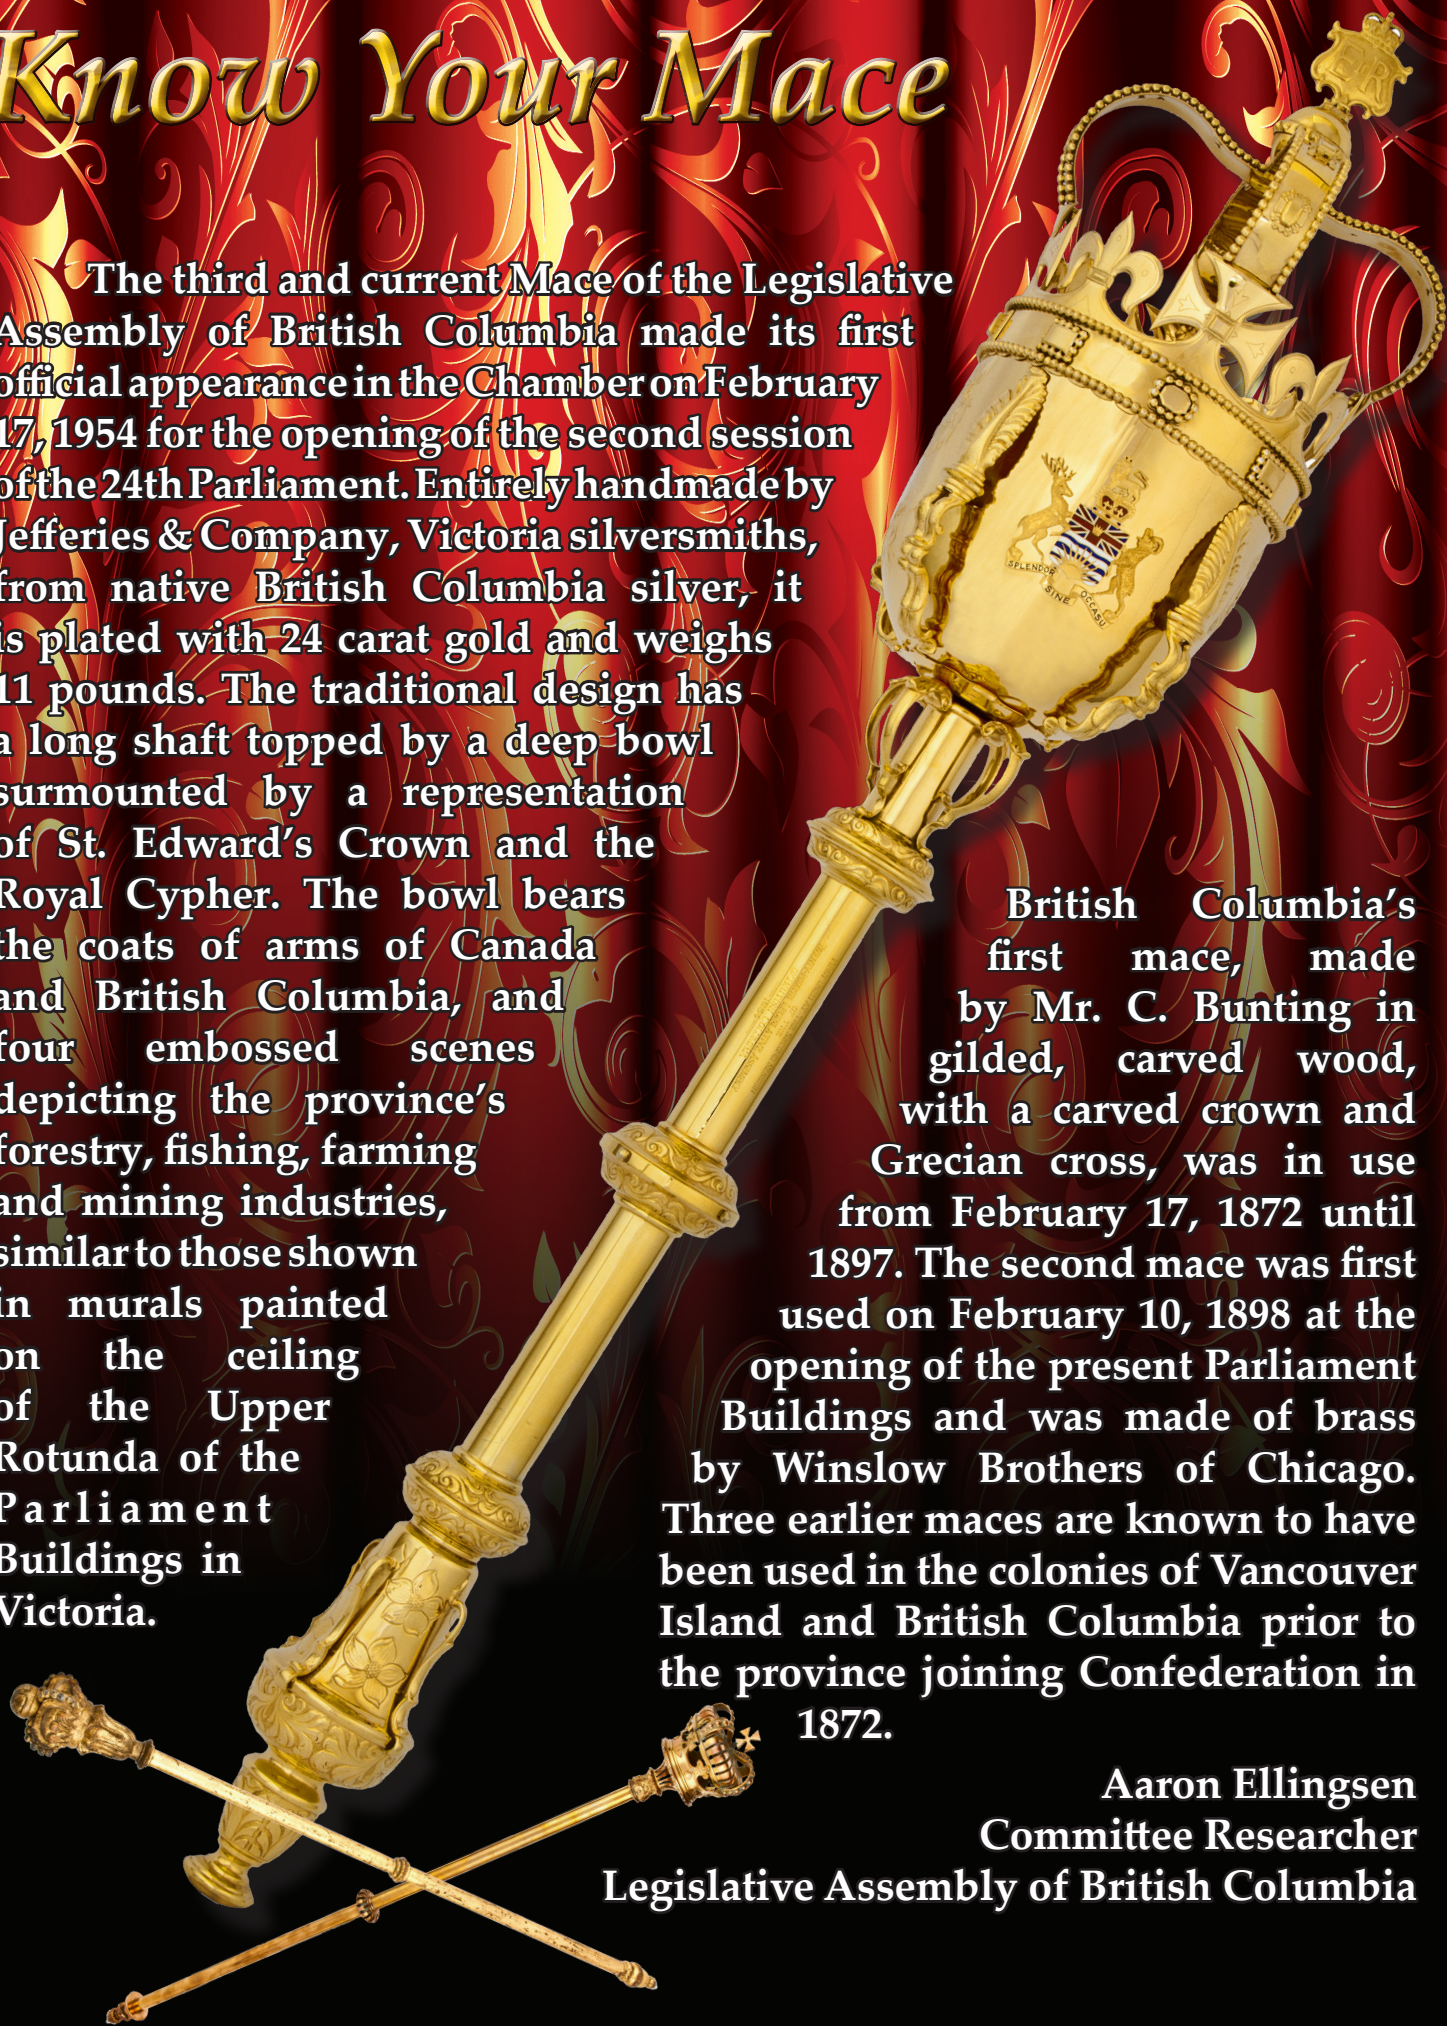 Know Your Mace
The third and current Mace of the Legislative
Assembly of British Columbia made its first
official appearance in the Chamber on February
17, 1954 for the opening of the second session
of the 24th Parliament. Entirely handmade by
Jefferies & Company, Victoria silversmiths,
from native British Columbia silver, it
is plated with 24 carat gold and weighs
11 pounds. The traditional design has
a long shaft topped by a deep bowl
surmounted by a representation
of St. Edward's Crown and the
Royal Cypher. The bowl bears
the coats of arms of Canada
and British Columbia, and
four embossed scenes
depicting the province's
forestry, fishing, farming
and mining industries,
similar to those shown
in murals painted
on the ceiling
of the Upper
Rotunda of the
Parliament
Buildings in
Victoria.
British Columbia's
first mace, made
by Mr. C. Bunting in
gilded, carved wood,
with a carved crown and
Grecian cross, was in use
from February 17, 1872 until
1897. The second mace was first
used on February 10, 1898 at the
opening of the present Parliament
Buildings and was made of brass
by Winslow Brothers of Chicago.
Three earlier maces are known to have
been used in the colonies of Vancouver
Island and British Columbia prior to
the province joining Confederation in
1872.
Aaron Ellingsen
Committee Researcher
Legislative Assembly of British Columbia
E R
SPLENDOR SINE OCCASU